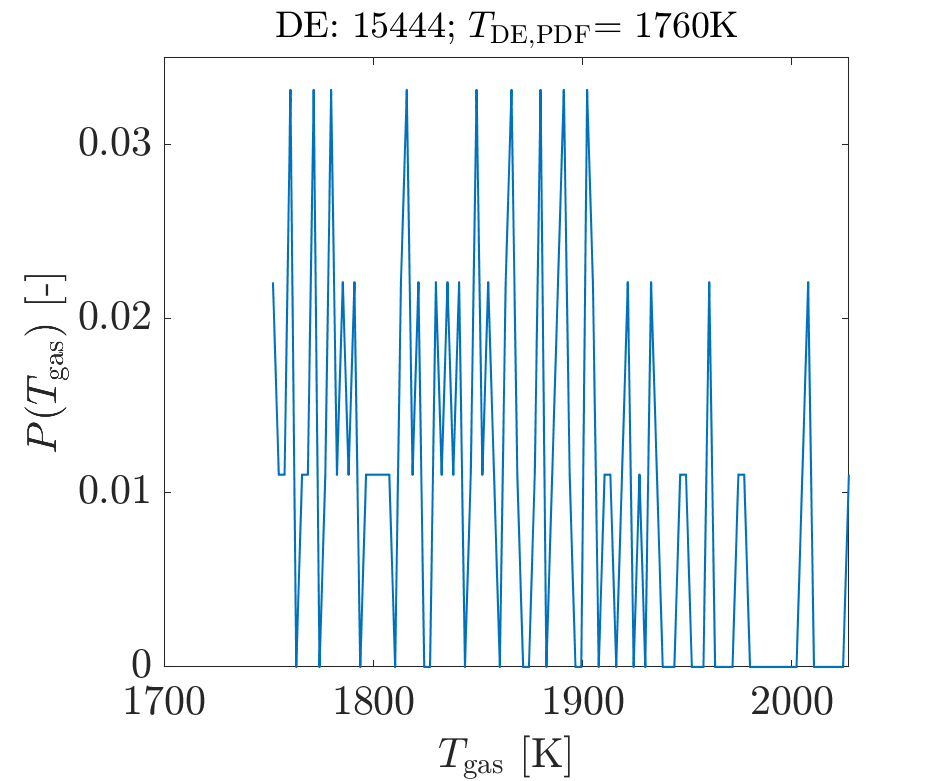 DE: 15444; T_DE,PDF= 1760K
P(T_gas) [-]
0.03
0.02
0.01
0
1700 1800 1900 2000
T_gas [K]